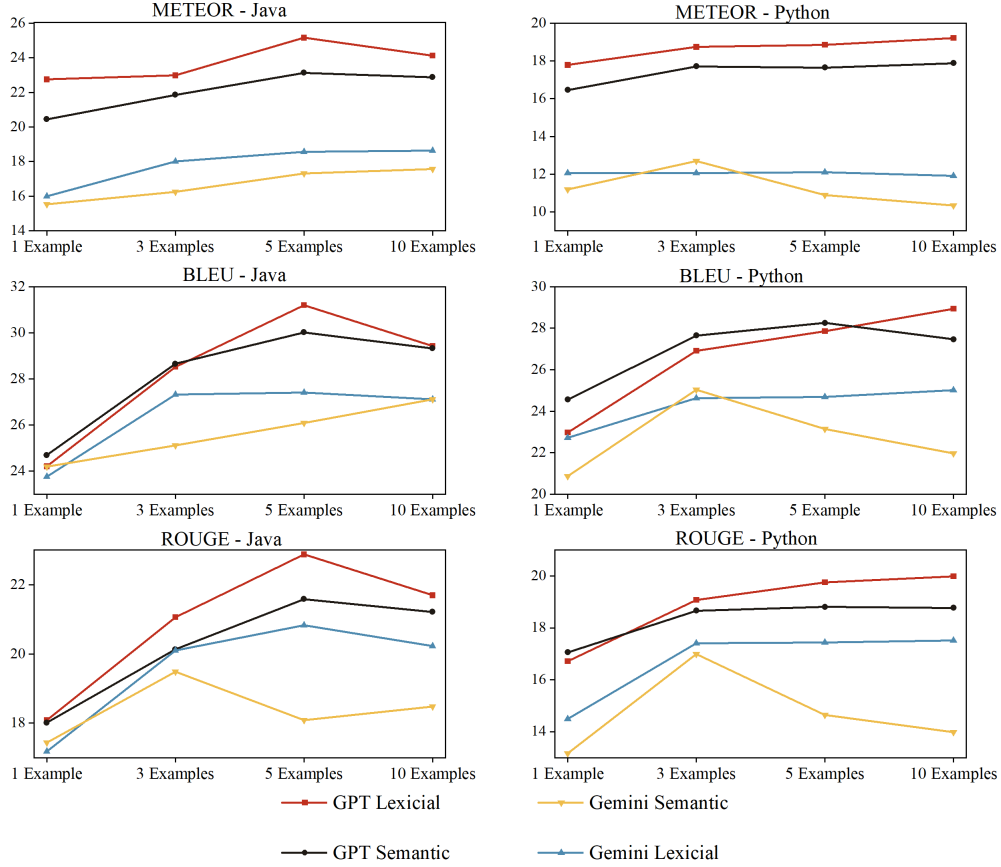 METEOR - Java
26
24
22
20
18
16
14
1 Example 3 Examples 5 Examples 10 Examples
METEOR - Python
20
18
16
14
12
10
1 Example 3 Examples 5 Example 10 Examples
BLEU - Java
32
30
28
26
24
1 Example 3 Examples 5 Examples 10 Examples
BLEU - Python
30
28
26
24
22
20
1 Example 3 Examples 5 Example 10 Examples
ROUGE - Java
22
20
18
1 Example 3 Examples 5 Examples 10 Examples
ROUGE - Python
20
18
16
14
1 Example 3 Examples 5 Examples 10 Examples
GPT Lexicial
Gemini Semantic
GPT Semantic
Gemini Lexicial